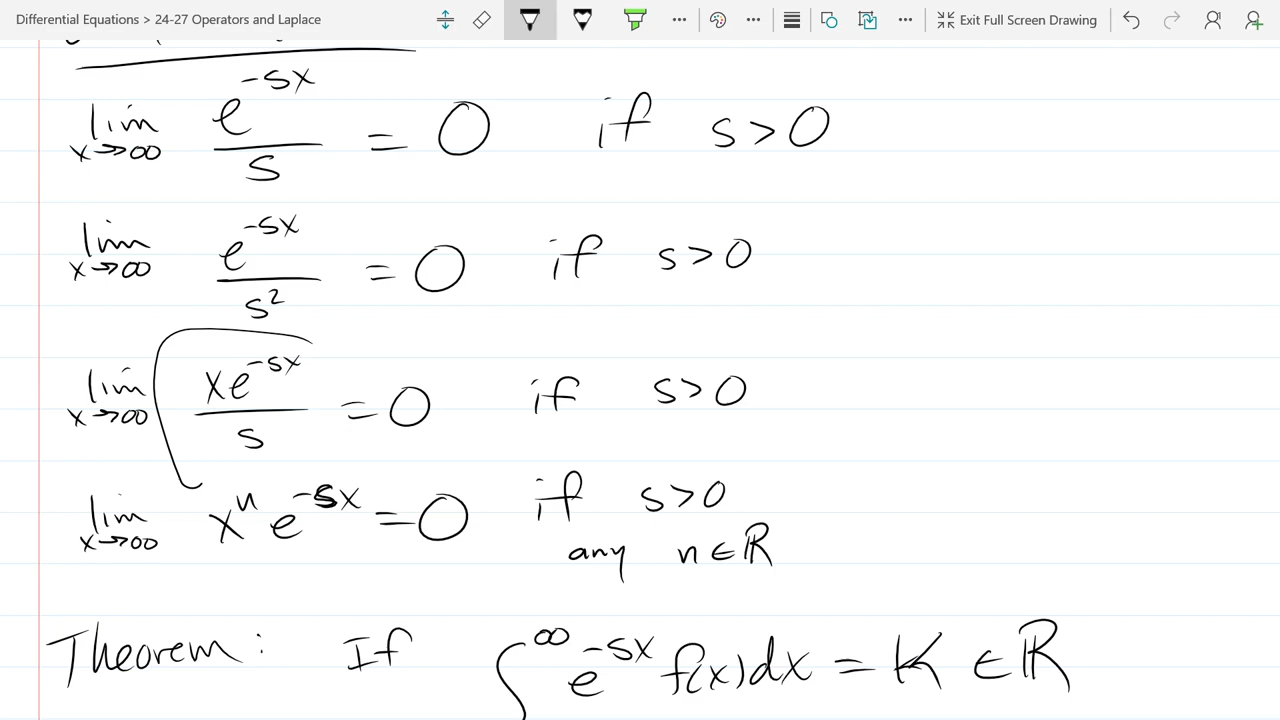 Differential Equations > 24-27 Operators and Laplace
Exit Full Screen Drawing
lim x→∞ e^{-sx}/s = 0 if s>0
lim x→∞ e^{-sx}/s² = 0 if s>0
lim x→∞ xe^{-sx}/s = 0 if s>0
lim x→∞ xⁿ e^{-sx} = 0 if s>0
any n∈ℝ
Theorem: If ∫^∞ e^{-sx} f(x)dx = K ∈ℝ